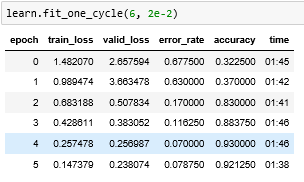 learn.fit_one_cycle(6, 2e-2)
epoch train_loss valid_loss error_rate accuracy time
0 1.482070 2.657594 0.677500 0.322500 01:45
1 0.989474 3.663478 0.630000 0.370000 01:42
2 0.683188 0.507834 0.170000 0.830000 01:41
3 0.428611 0.383052 0.116250 0.883750 01:46
4 0.257478 0.256987 0.070000 0.930000 01:46
5 0.147379 0.238074 0.078750 0.921250 01:38